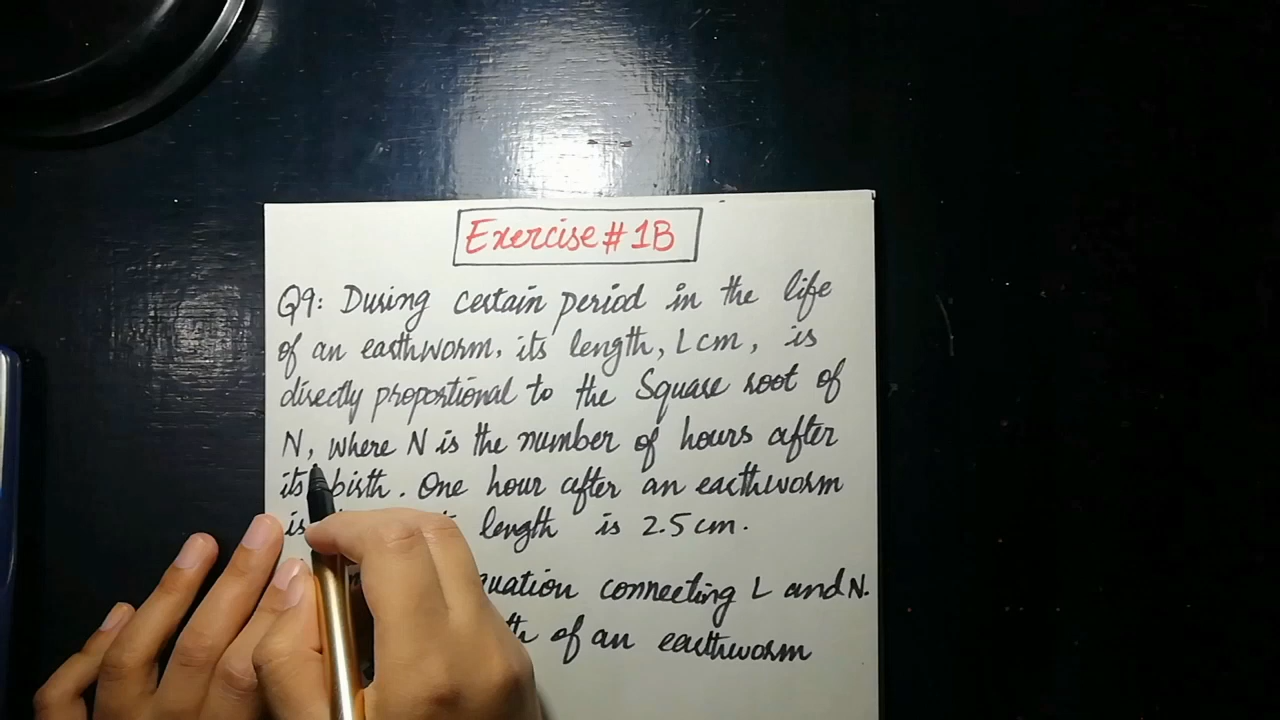 Exercise # 1B
Q9: During certain period in the life
of an earthworm, its length, L cm, is
directly proportional to the Square root of
N, where N is the number of hours after
its birth. One hour after an earthworm
is length is 2.5 cm.
connecting L and N.
of an earthworm